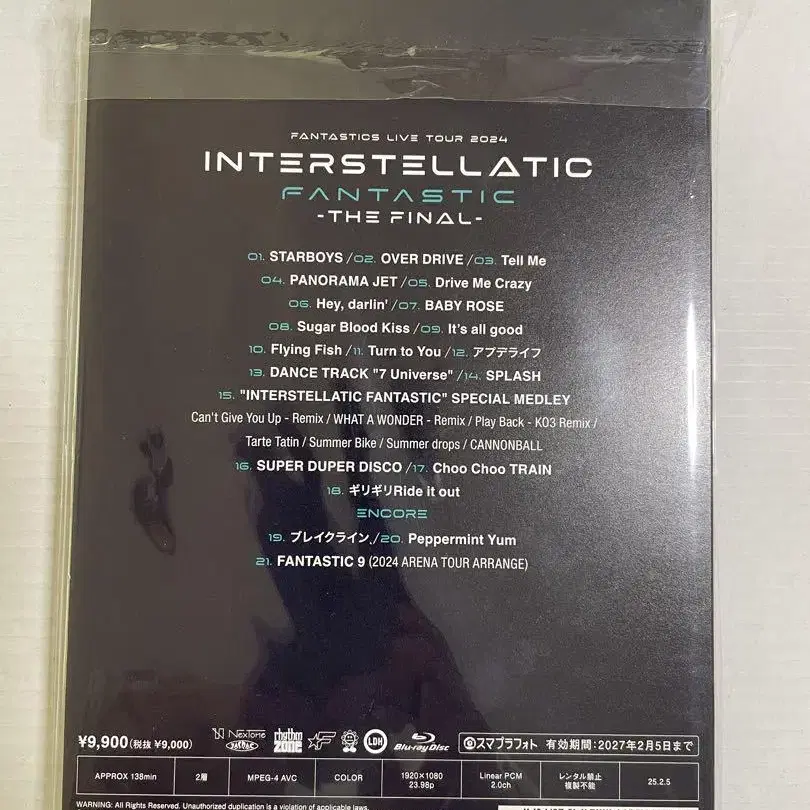 FANTASTICS LIVE TOUR 2024
INTERSTELLATIC
FANTASTIC
-THE FINAL-
01. STARBOYS / 02. OVER DRIVE / 03. Tell Me
04. PANORAMA JET / 05. Drive Me Crazy
06. Hey, darlin' / 07. BABY ROSE
08. Sugar Blood Kiss / 09. It's all good
10. Flying Fish / 11. Turn to You / 12. アプデライフ
13. DANCE TRACK "7 Universe" / 14. SPLASH
15. "INTERSTELLATIC FANTASTIC" SPECIAL MEDLEY
Can't Give You Up - Remix / WHAT A WONDER - Remix / Play Back - KO3 Remix /
Tarte Tatin / Summer Bike / Summer drops / CANNONBALL
16. SUPER DUPER DISCO / 17. Choo Choo TRAIN
18. ギリギリRide it out
ENCORE
19. ブレイクライン / 20. Peppermint Yum
21. FANTASTIC 9 (2024 ARENA TOUR ARRANGE)
¥9,900(税抜 ¥9,000) NexTone JASRAC rhythm zone LDH Blu-ray Disc スマプラフォト 有効期間:2027年2月5日まで
APPROX 138min 2層 MPEG-4 AVC COLOR 1920×1080 23.98p Linear PCM 2.0ch レンタル禁止 複製不能 25.2.5
WARNING: All Rights Reserved. Unauthorized duplication is a violation of applicable laws.